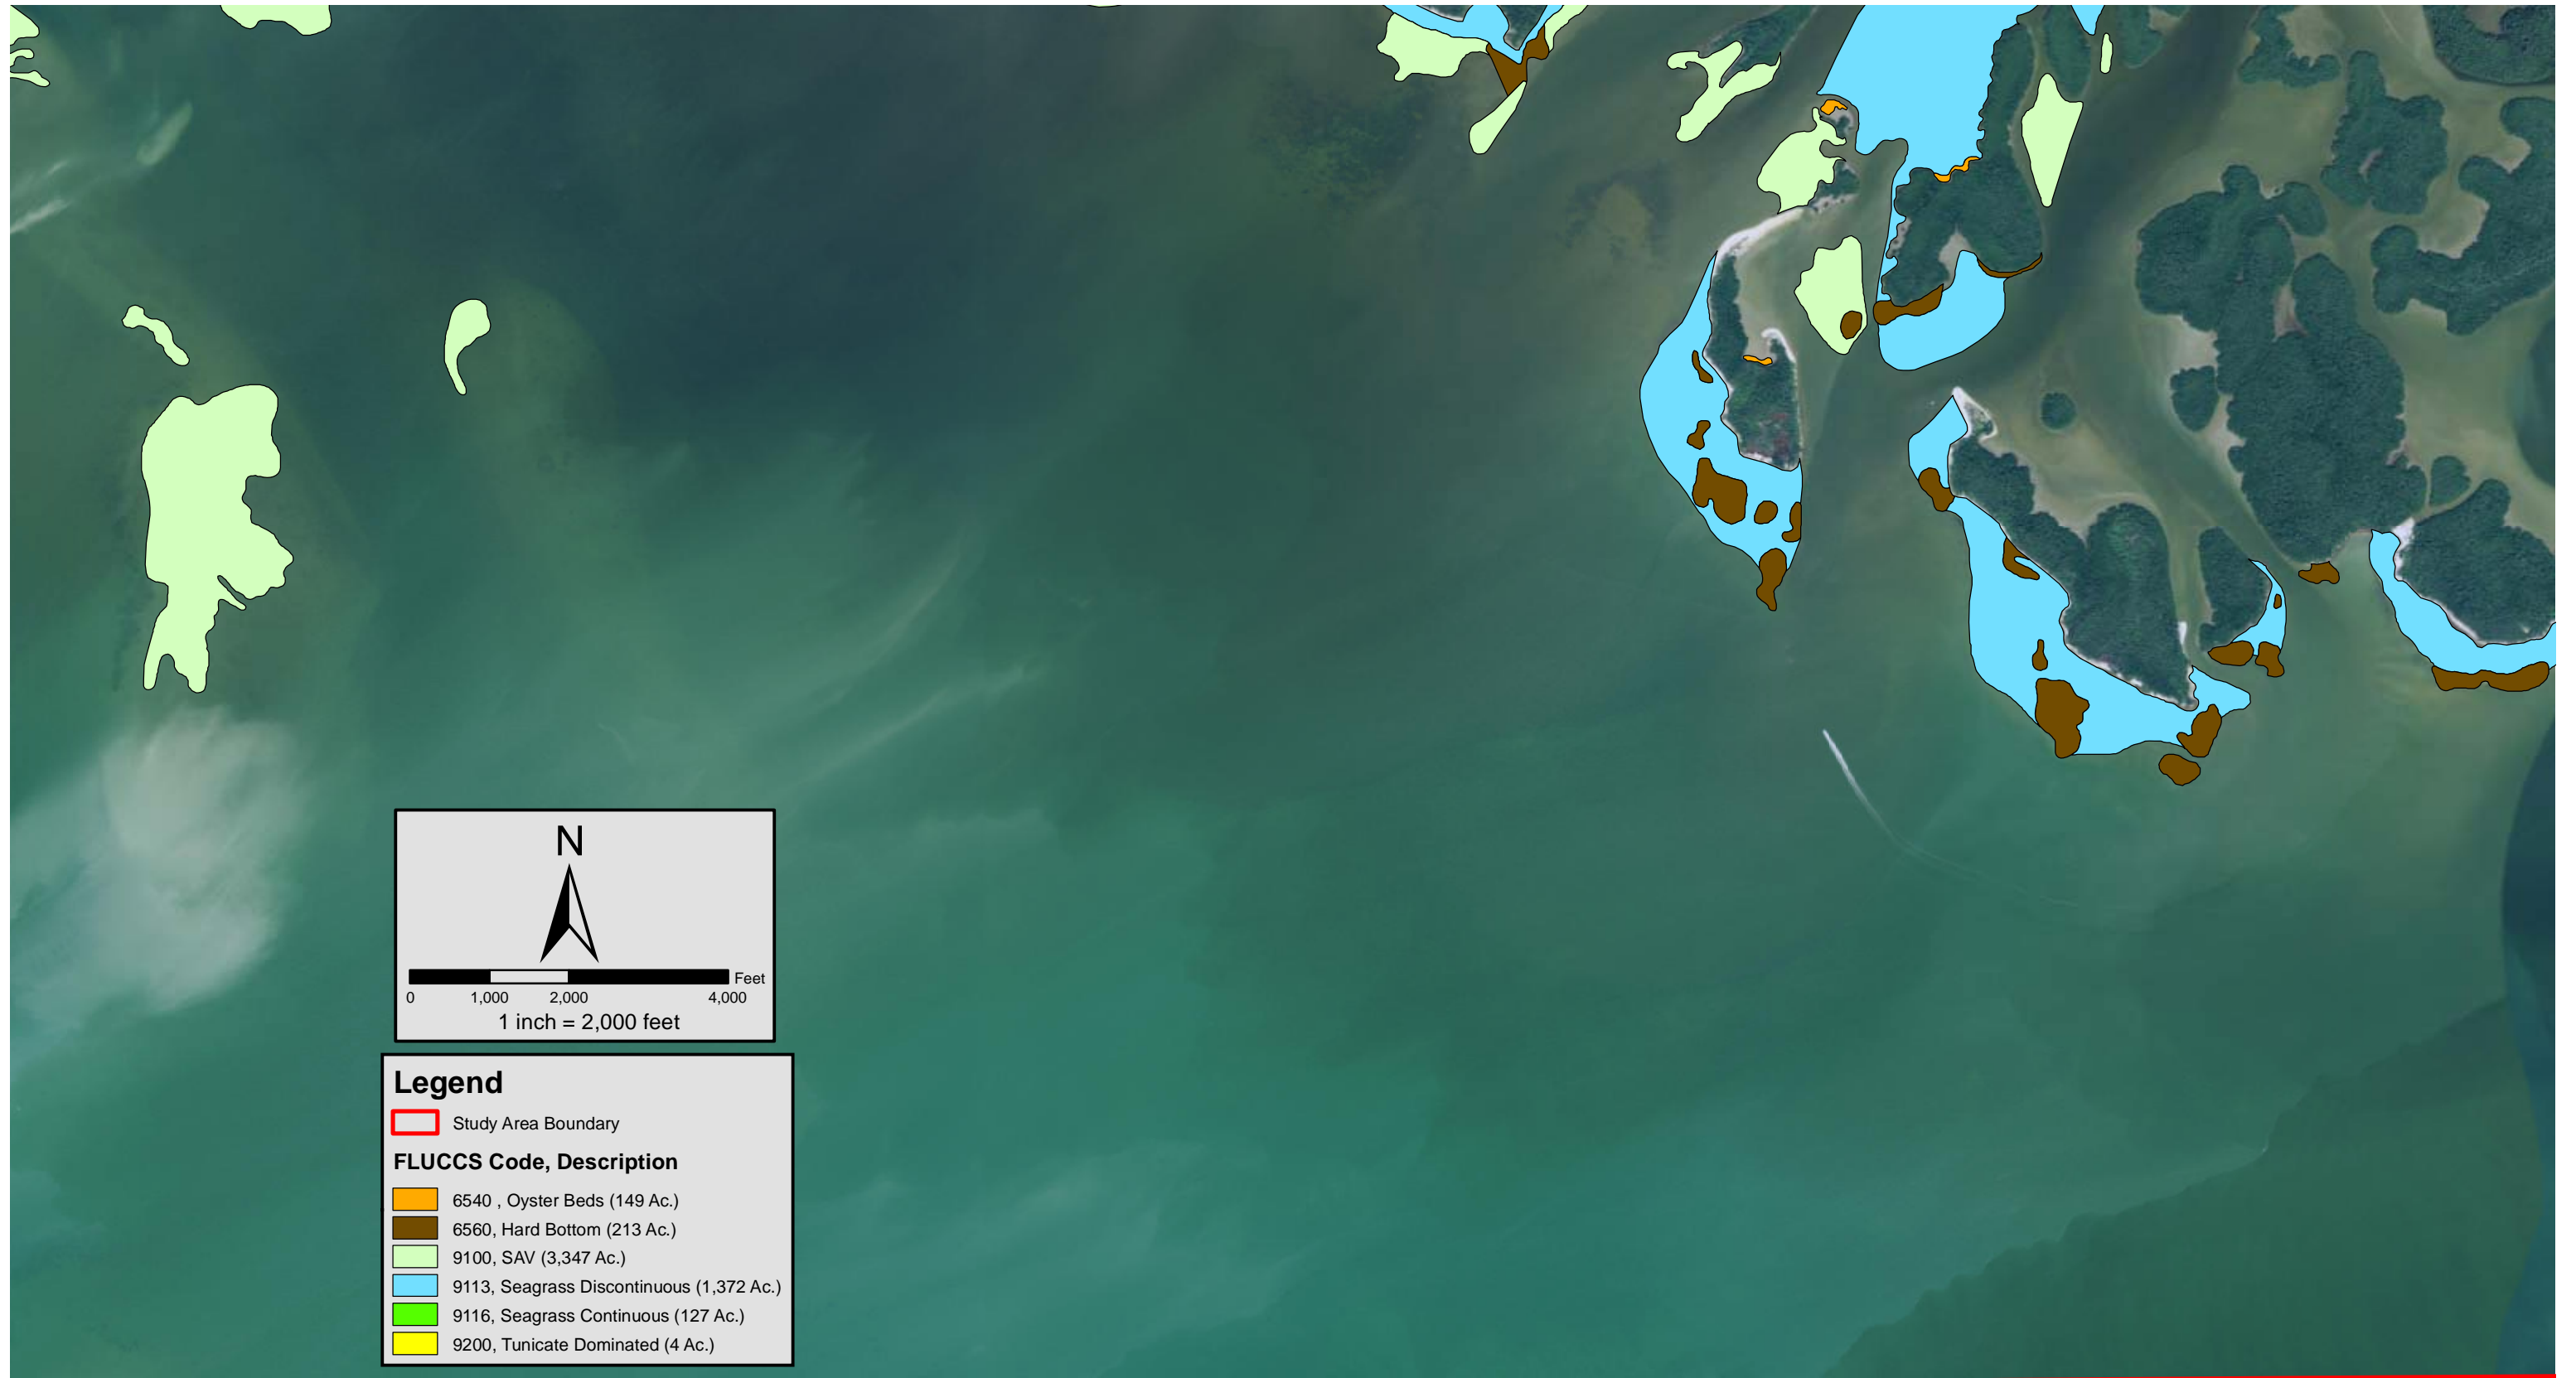 N
Feet
0 1,000 2,000 4,000
1 inch = 2,000 feet
Legend
Study Area Boundary
FLUCCS Code, Description
6540 , Oyster Beds (149 Ac.)
6560, Hard Bottom (213 Ac.)
9100, SAV (3,347 Ac.)
9113, Seagrass Discontinuous (1,372 Ac.)
9116, Seagrass Continuous (127 Ac.)
9200, Tunicate Dominated (4 Ac.)